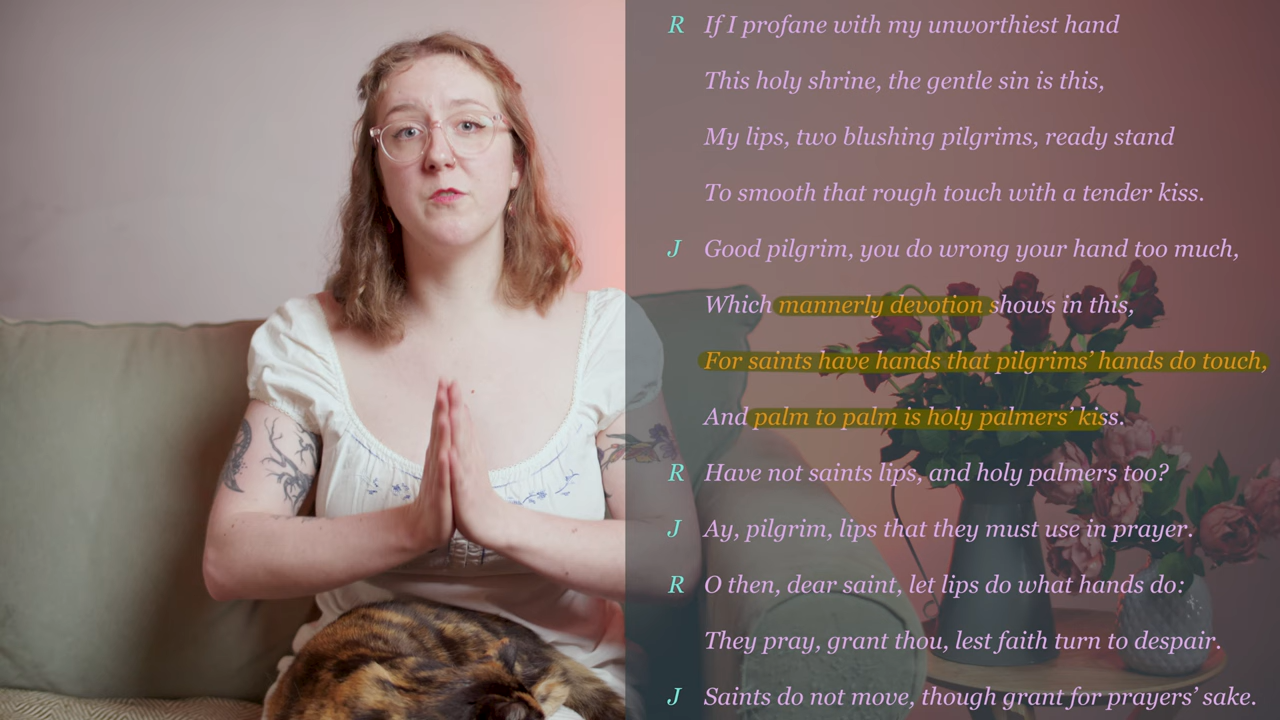 R If I profane with my unworthiest hand
This holy shrine, the gentle sin is this,
My lips, two blushing pilgrims, ready stand
To smooth that rough touch with a tender kiss.
J Good pilgrim, you do wrong your hand too much,
Which mannerly devotion shows in this,
For saints have hands that pilgrims’ hands do touch,
And palm to palm is holy palmers’ kiss.
R Have not saints lips, and holy palmers too?
J Ay, pilgrim, lips that they must use in prayer.
R O then, dear saint, let lips do what hands do:
They pray, grant thou, lest faith turn to despair.
J Saints do not move, though grant for prayers’ sake.